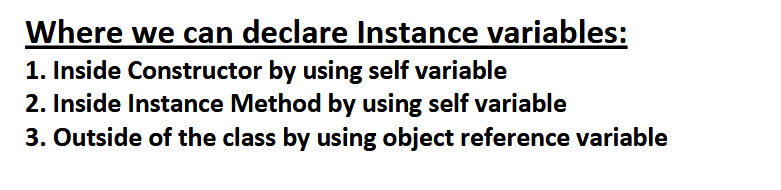 Where we can declare Instance variables:
1. Inside Constructor by using self variable
2. Inside Instance Method by using self variable
3. Outside of the class by using object reference variable